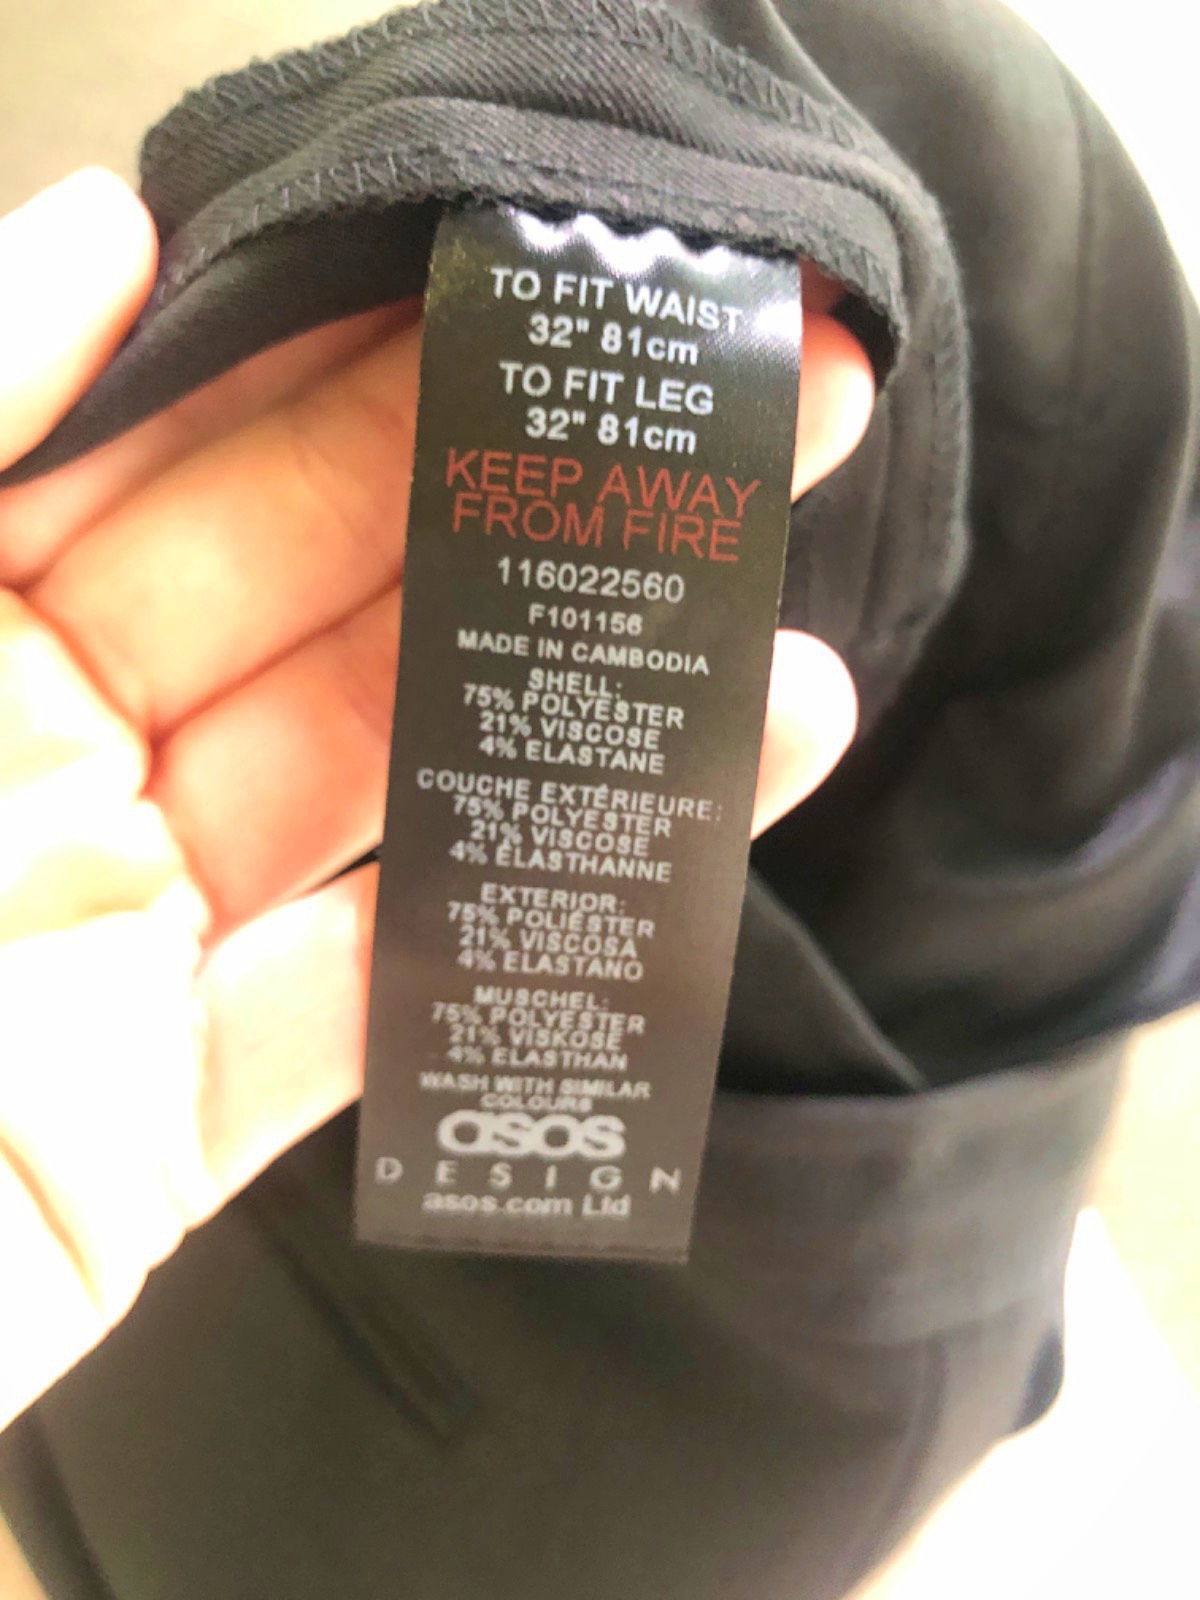 TO FIT WAIST
32" 81cm
TO FIT LEG
32" 81cm
KEEP AWAY
FROM FIRE
116022560
F101156
MADE IN CAMBODIA
SHELL:
75% POLYESTER
21% VISCOSE
4% ELASTANE
COUCHE EXTÉRIEURE:
75% POLYESTER
21% VISCOSE
4% ÉLASTHANNE
EXTERIOR:
75% POLIÉSTER
21% VISCOSA
4% ELASTANO
MUSCHEL:
75% POLYESTER
21% VISKOSE
4% ELASTHAN
WASH WITH SIMILAR
COLOURS
asos
DESIGN
asos.com Ltd